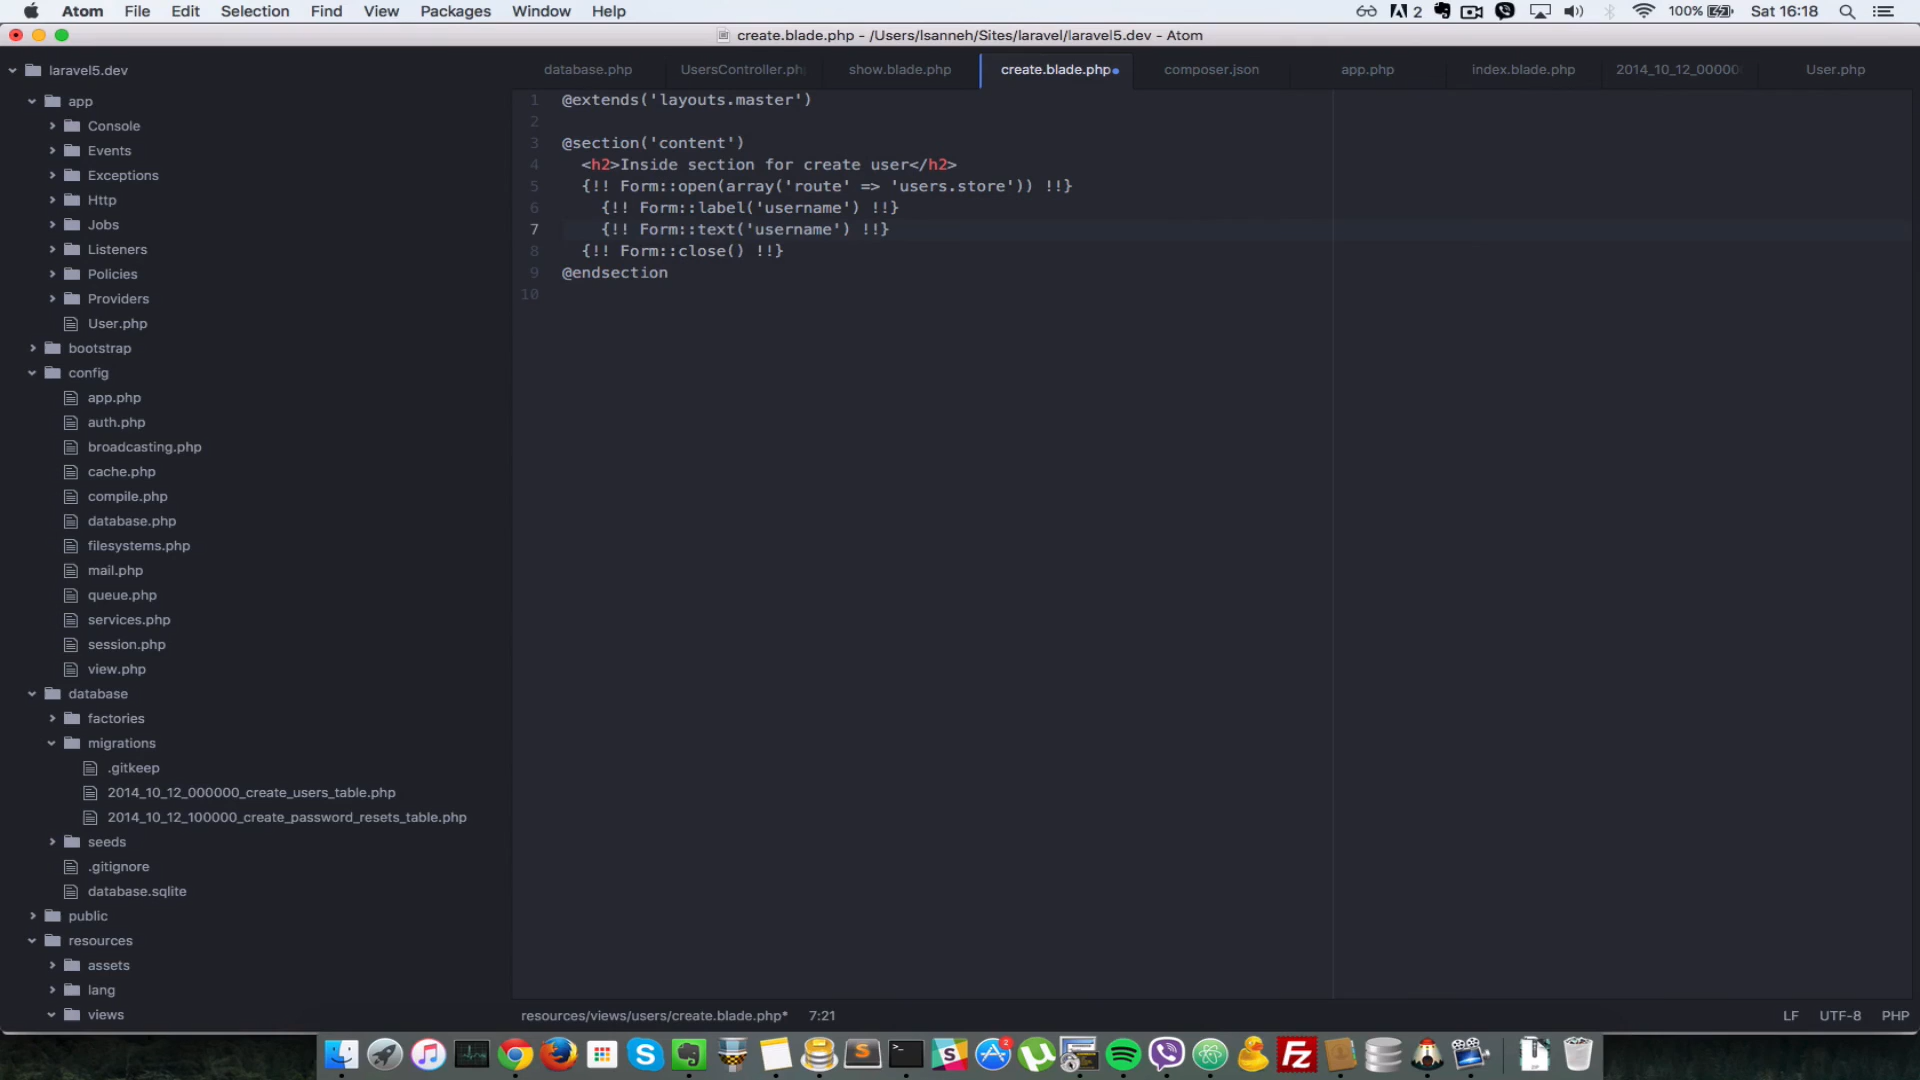 Atom File Edit Selection Find View Packages Window Help 2 100% Sat 16:18
create.blade.php - /Users/lsanneh/Sites/laravel/laravel5.dev - Atom
database.php UsersController.ph show.blade.php create.blade.php composer.json app.php index.blade.php 2014_10_12_00000 User.php
laravel5.dev
app
Console
Events
Exceptions
Http
Jobs
Listeners
Policies
Providers
User.php
bootstrap
config
app.php
auth.php
broadcasting.php
cache.php
compile.php
database.php
filesystems.php
mail.php
queue.php
services.php
session.php
view.php
database
factories
migrations
.gitkeep
2014_10_12_000000_create_users_table.php
2014_10_12_100000_create_password_resets_table.php
seeds
.gitignore
database.sqlite
public
resources
assets
lang
views
1 @extends('layouts.master')
2
3 @section('content')
4 <h2>Inside section for create user</h2>
5 {!! Form::open(array('route' => 'users.store')) !!}
6 {!! Form::label('username') !!}
7 {!! Form::text('username') !!}
8 {!! Form::close() !!}
9 @endsection
10
resources/views/users/create.blade.php* 7:21 LF UTF-8 PHP